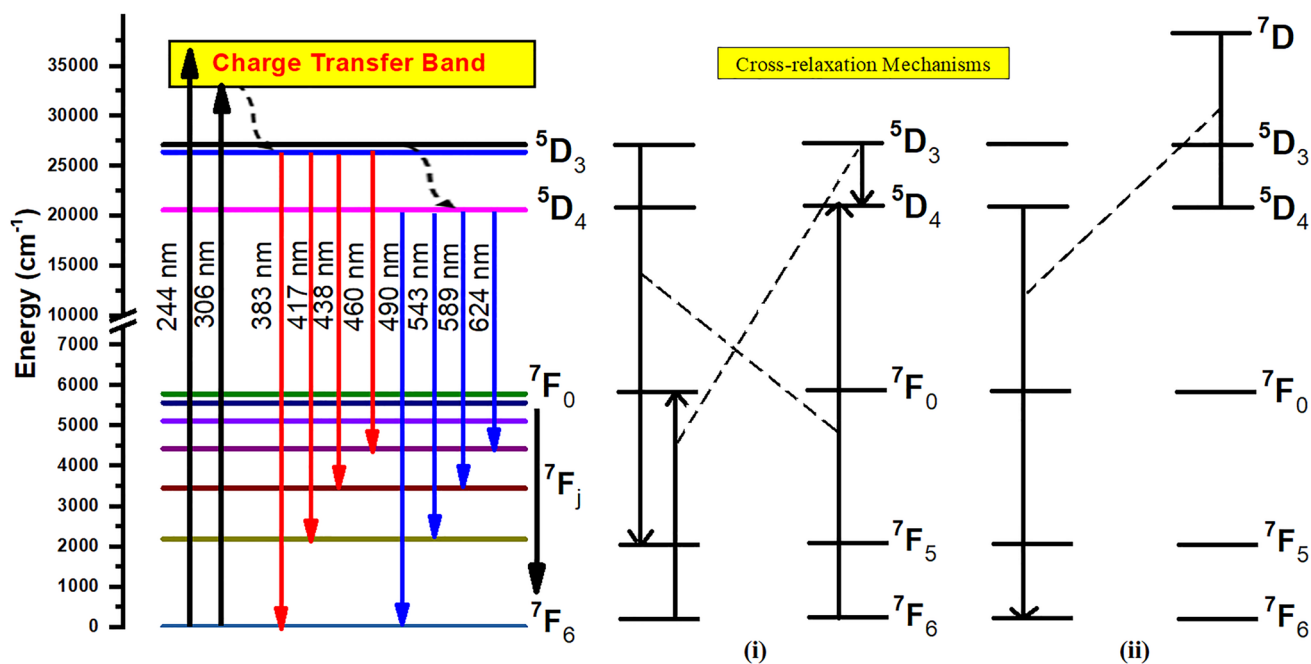 Energy (cm⁻¹)
35000
30000
25000
20000
15000
10000
7000
6000
5000
4000
3000
2000
1000
0
Charge Transfer Band
⁵D₃
⁵D₄
244 nm
306 nm
383 nm
417 nm
438 nm
460 nm
490 nm
543 nm
589 nm
624 nm
⁷F₀
⁷Fⱼ
⁷F₆
Cross-relaxation Mechanisms
⁵D₃
⁵D₄
⁷F₀
⁷F₅
⁷F₆
(i)
⁷D
⁵D₃
⁵D₄
⁷F₀
⁷F₅
⁷F₆
(ii)